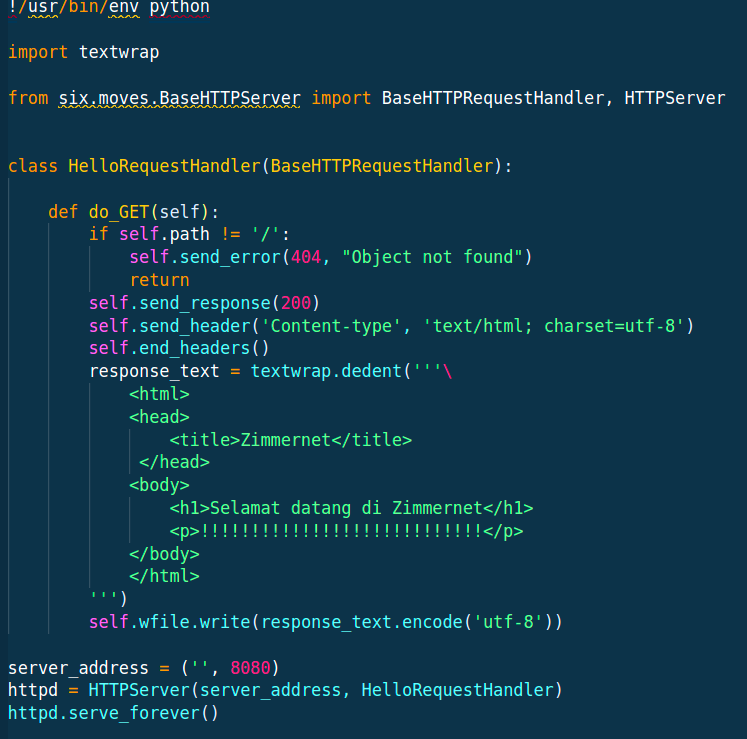 !/usr/bin/env python
import textwrap
from six.moves.BaseHTTPServer import BaseHTTPRequestHandler, HTTPServer
class HelloRequestHandler(BaseHTTPRequestHandler):
def do_GET(self):
if self.path != '/':
self.send_error(404, "Object not found")
return
self.send_response(200)
self.send_header('Content-type', 'text/html; charset=utf-8')
self.end_headers()
response_text = textwrap.dedent('''\
<html>
<head>
<title>Zimmernet</title>
</head>
<body>
<h1>Selamat datang di Zimmernet</h1>
<p>!!!!!!!!!!!!!!!!!!!!!!!!!!!!</p>
</body>
</html>
''')
self.wfile.write(response_text.encode('utf-8'))
server_address = ('', 8080)
httpd = HTTPServer(server_address, HelloRequestHandler)
httpd.serve_forever()